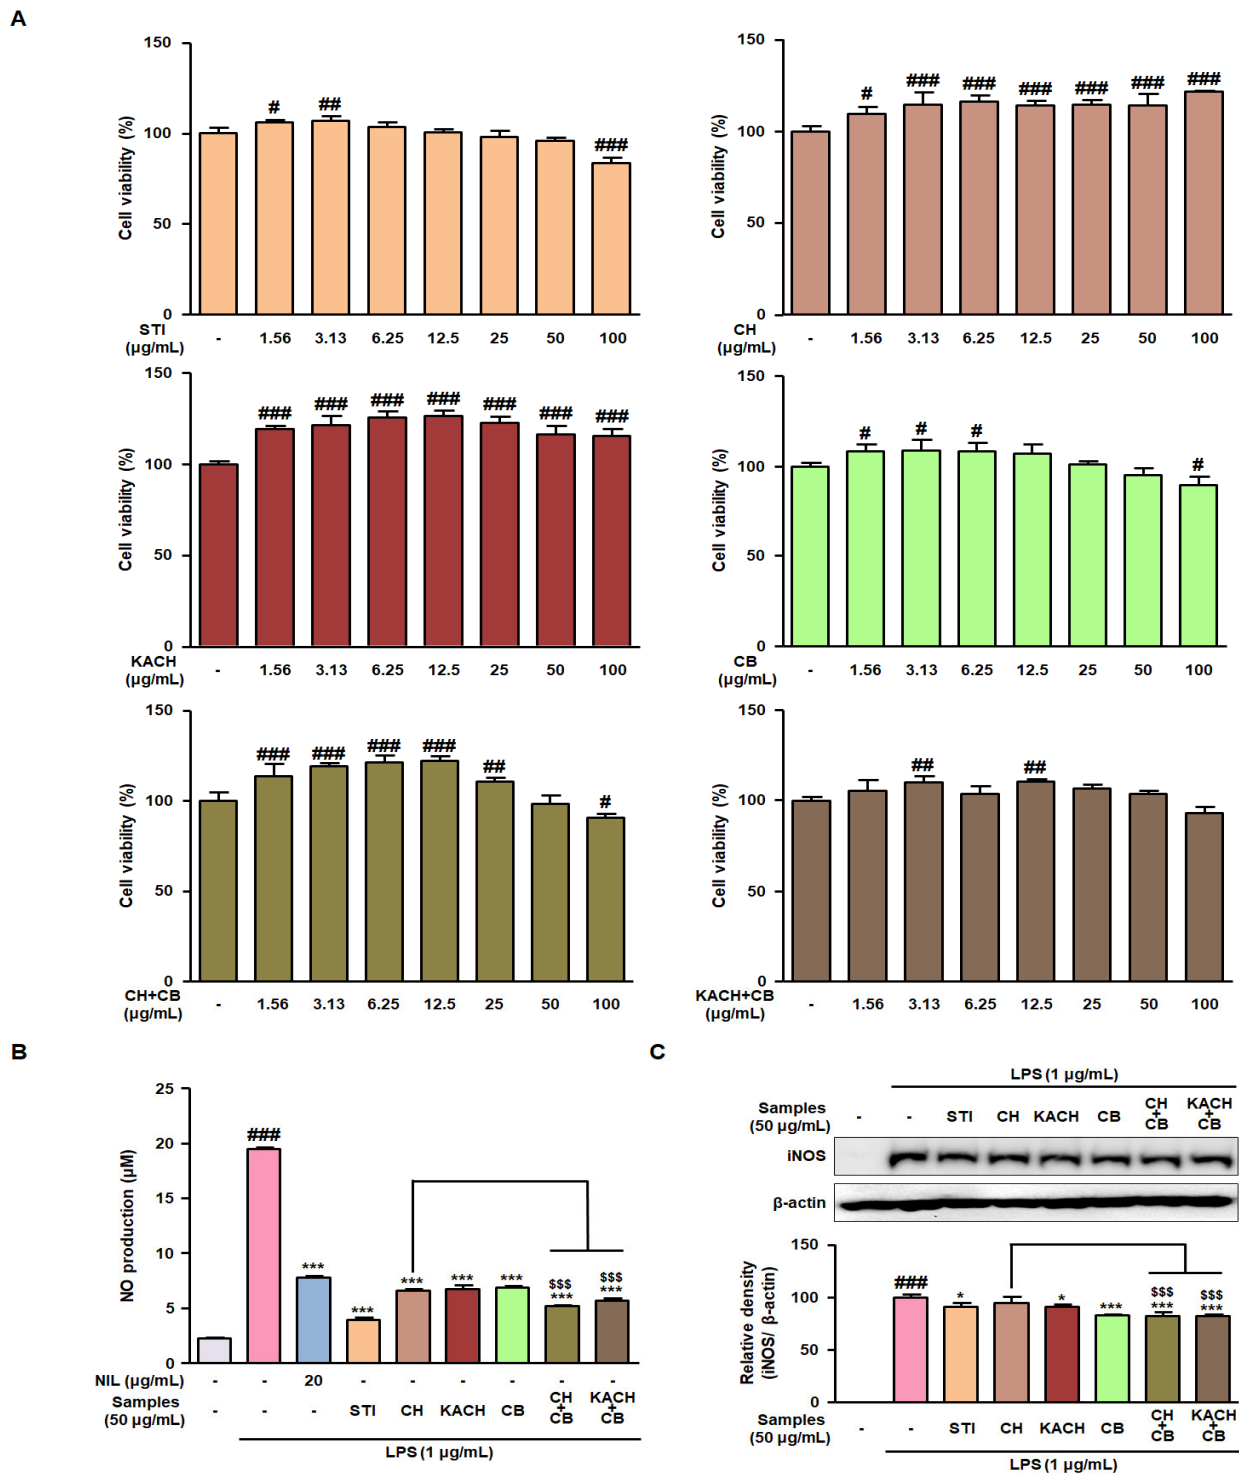 A
150
100
50
0
Cell viability (%)
# ## ###
STI
(µg/mL)
- 1.56 3.13 6.25 12.5 25 50 100
150
100
50
0
Cell viability (%)
# ### ### ### ### ### ###
CH
(µg/mL)
- 1.56 3.13 6.25 12.5 25 50 100
150
100
50
0
Cell viability (%)
### ### ### ### ### ### ###
KACH
(µg/mL)
- 1.56 3.13 6.25 12.5 25 50 100
150
100
50
0
Cell viability (%)
# # # #
CB
(µg/mL)
- 1.56 3.13 6.25 12.5 25 50 100
150
100
50
0
Cell viability (%)
### ### ### ### ## #
CH+CB
(µg/mL)
- 1.56 3.13 6.25 12.5 25 50 100
150
100
50
0
Cell viability (%)
## ##
KACH+CB
(µg/mL)
- 1.56 3.13 6.25 12.5 25 50 100
B
25
20
15
10
5
0
NO production (µM)
###
*** *** *** *** ***
$$$ $$$
*** ***
NIL (µg/mL) - - 20 - - - - - -
Samples
(50 µg/mL)
- - - STI CH KACH CB
CH
+
CB
KACH
+
CB
LPS (1 µg/mL)
C
LPS (1 µg/mL)
Samples
(50 µg/mL)
- - STI CH KACH CB
CH
+
CB
KACH
+
CB
iNOS
β-actin
150
100
50
0
Relative density
(iNOS/ β-actin)
### * * ***
$$$ $$$
*** ***
Samples
(50 µg/mL)
- - STI CH KACH CB
CH
+
CB
KACH
+
CB
LPS (1 µg/mL)